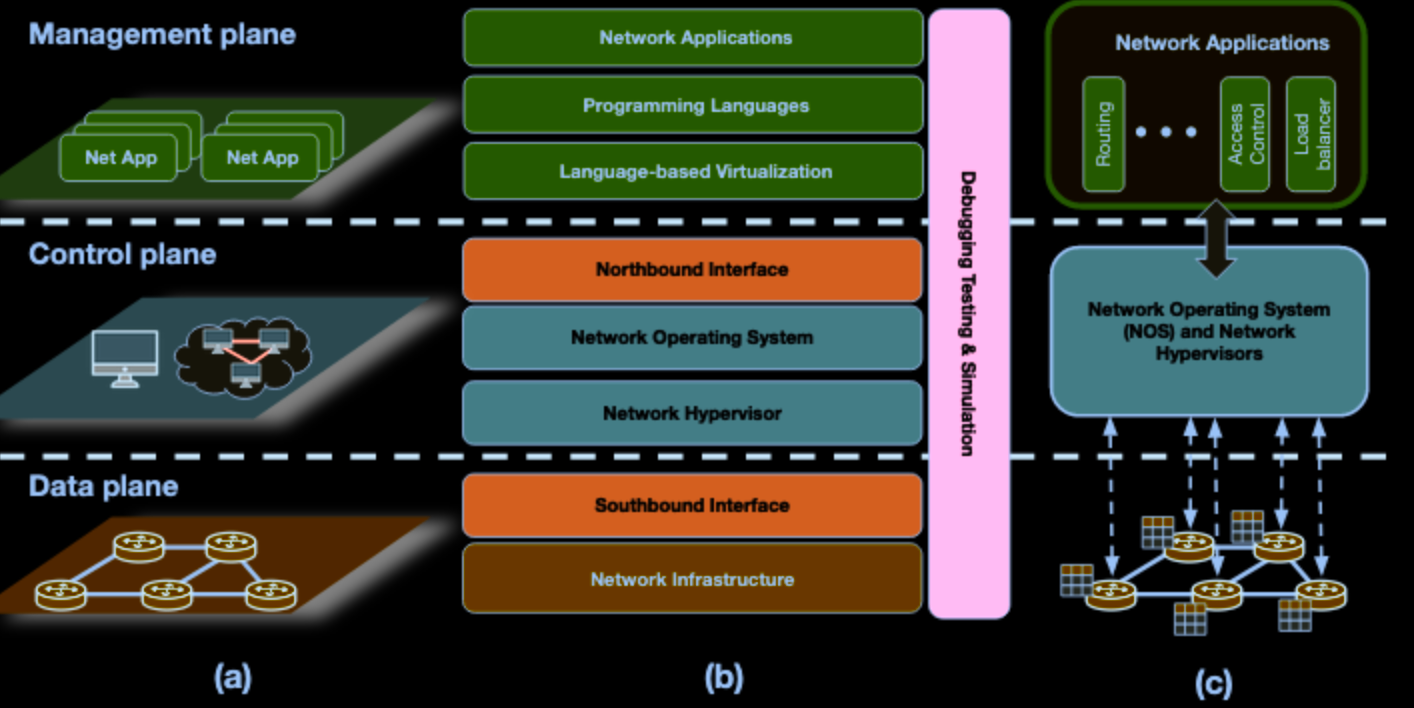 Management plane
Net App
Net App
Control plane
Data plane
(a)
Network Applications
Programming Languages
Language-based Virtualization
Northbound Interface
Network Operating System
Network Hypervisor
Southbound Interface
Network Infrastructure
(b)
Debugging Testing & Simulation
Network Applications
Routing
Access
Control
Load
balancer
Network Operating System
(NOS) and Network
Hypervisors
(c)